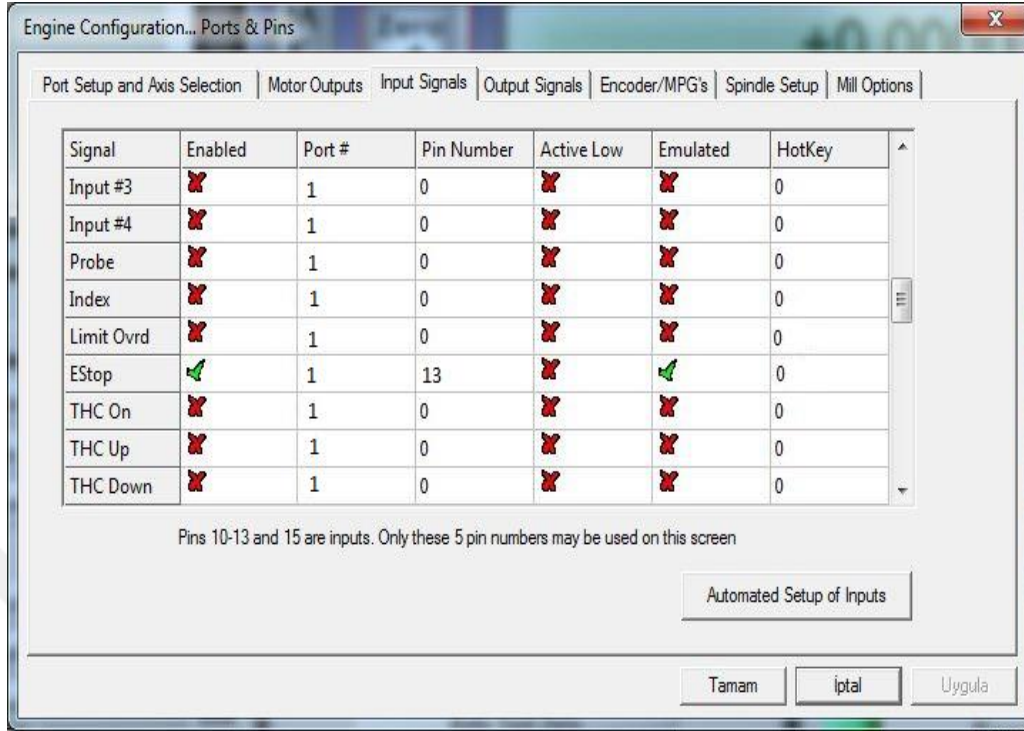 Engine Configuration... Ports & Pins
X
Port Setup and Axis Selection Motor Outputs Input Signals Output Signals Encoder/MPG's Spindle Setup Mill Options
Signal Enabled Port # Pin Number Active Low Emulated HotKey
Input #3 1 0 0
Input #4 1 0 0
Probe 1 0 0
Index 1 0 0
Limit Ovrd 1 0 0
EStop 1 13 0
THC On 1 0 0
THC Up 1 0 0
THC Down 1 0 0
Pins 10-13 and 15 are inputs. Only these 5 pin numbers may be used on this screen
Automated Setup of Inputs
Tamam İptal Uygula